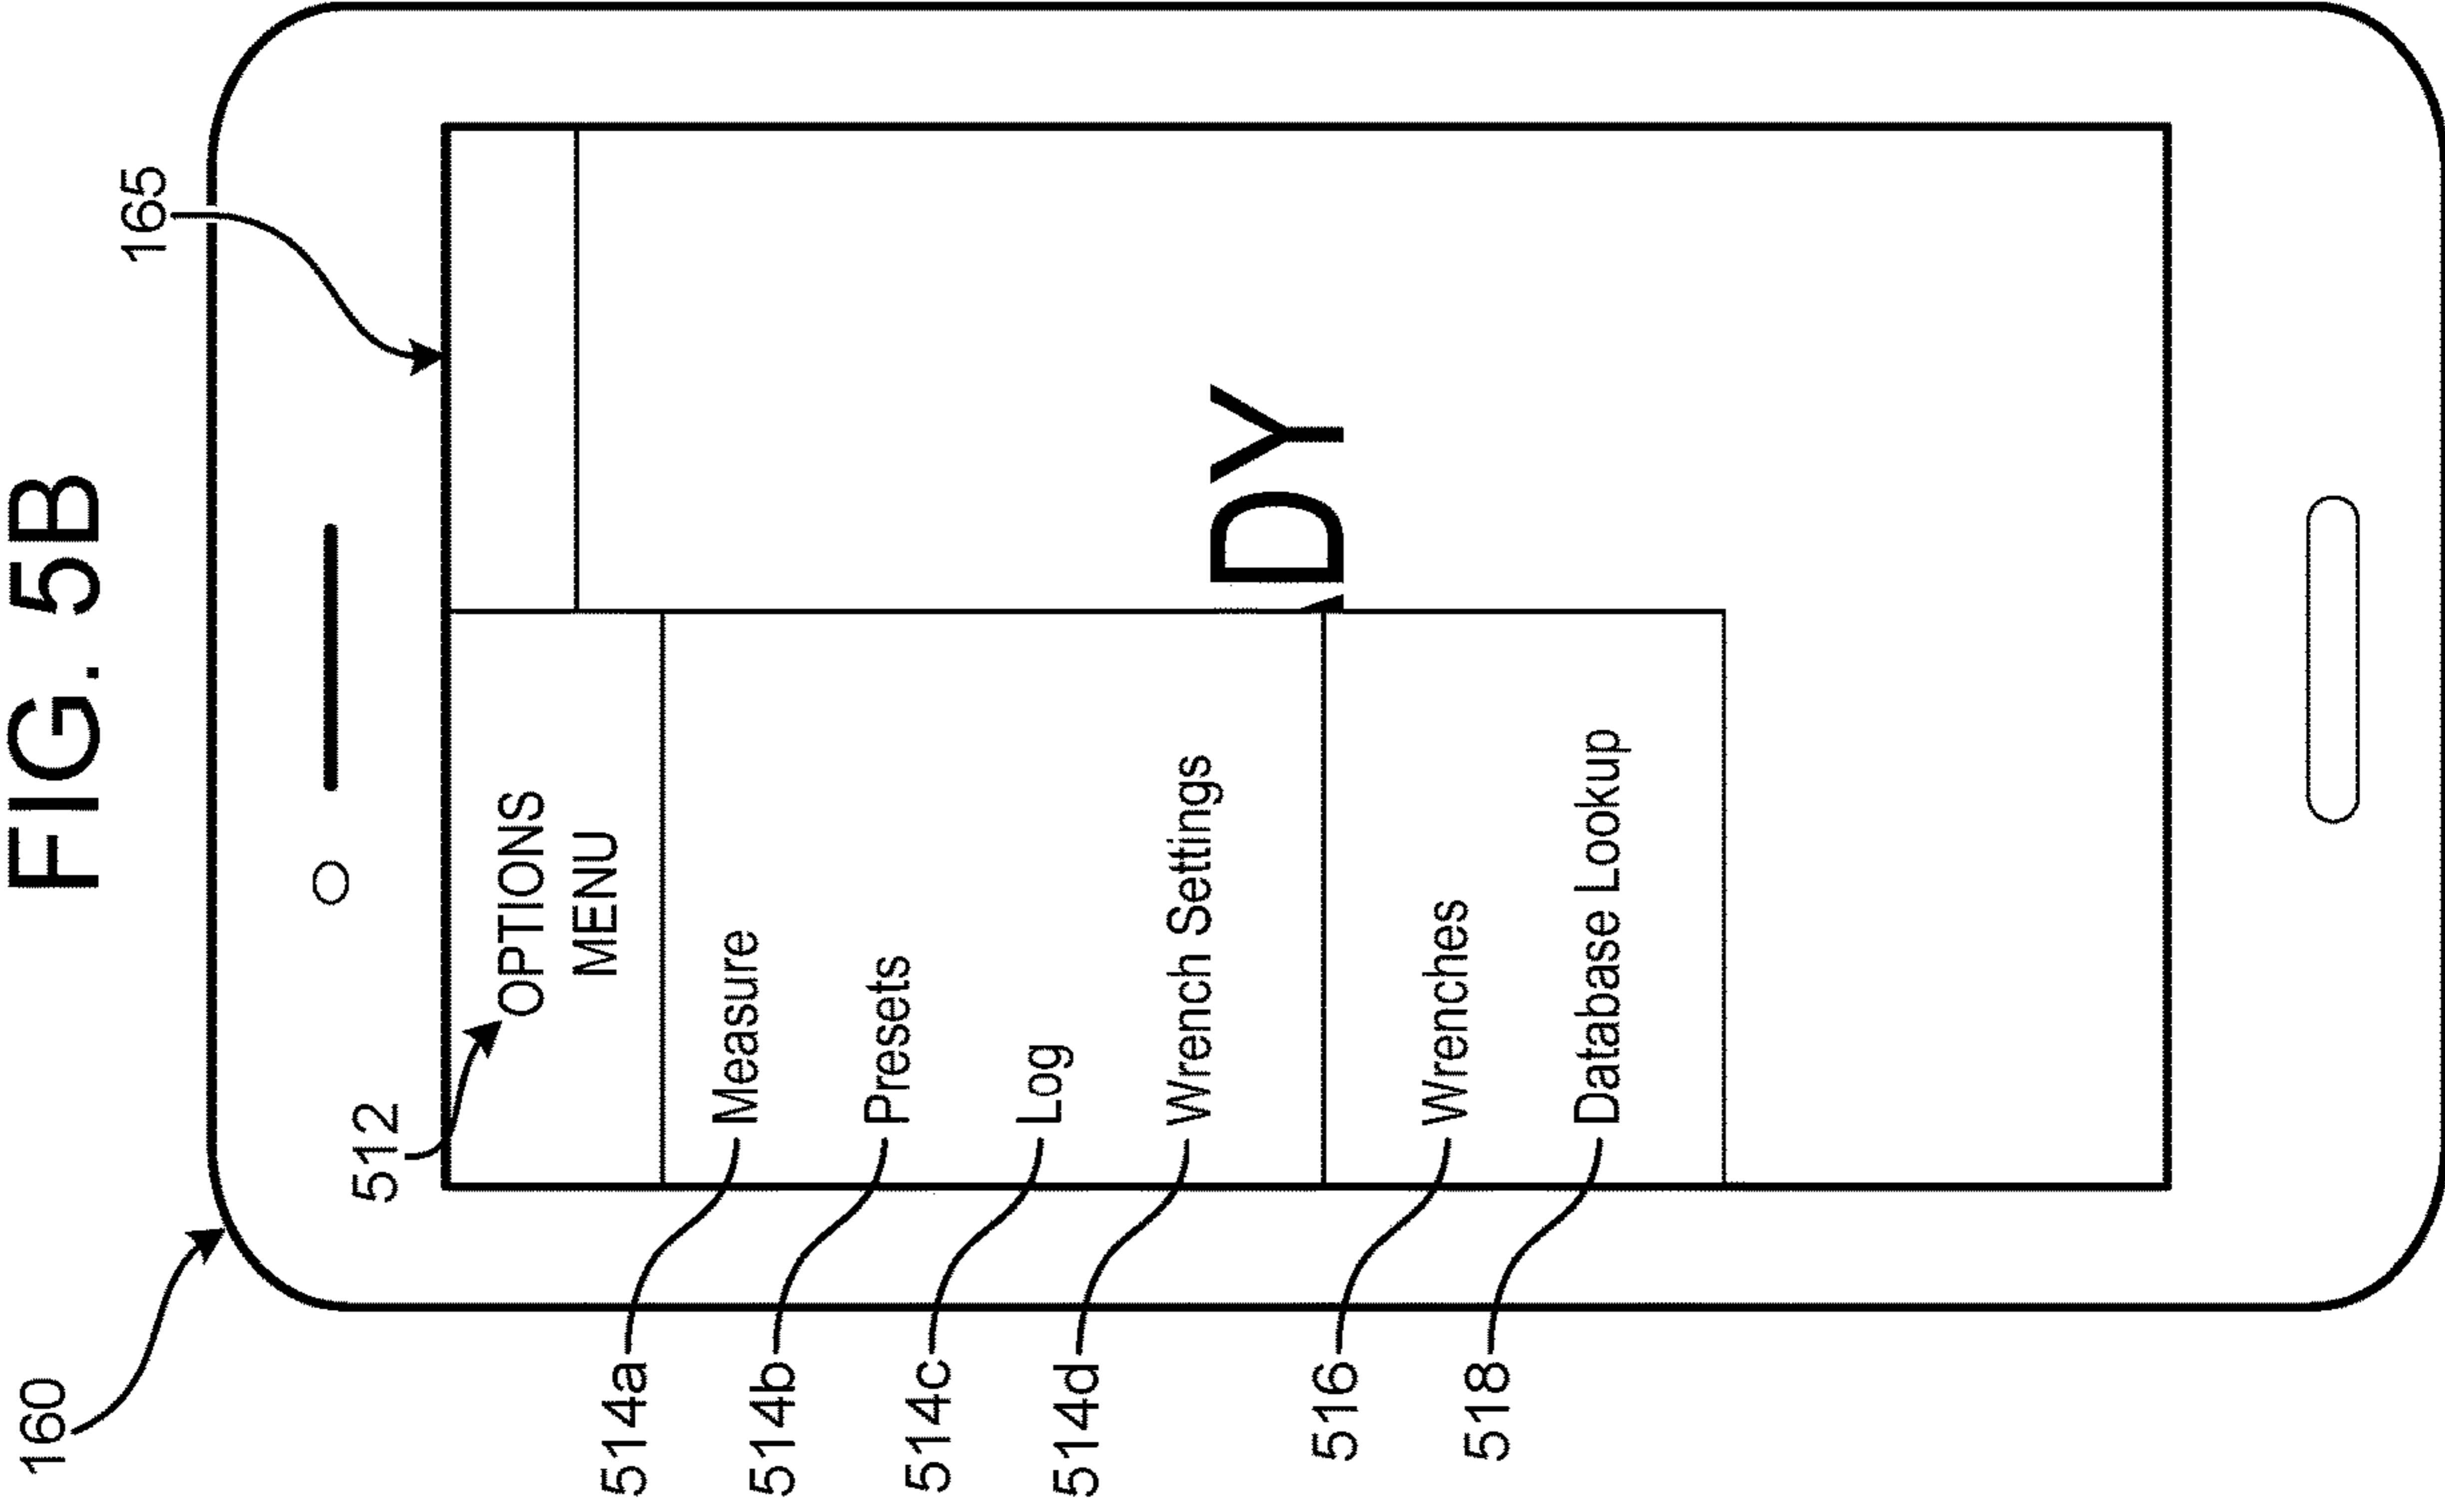 FIG. 5B
160
165
512
OPTIONS
MENU
514a
Measure
514b
Presets
514c
Log
514d
Wrench Settings
DY
516
Wrenches
518
Database Lookup